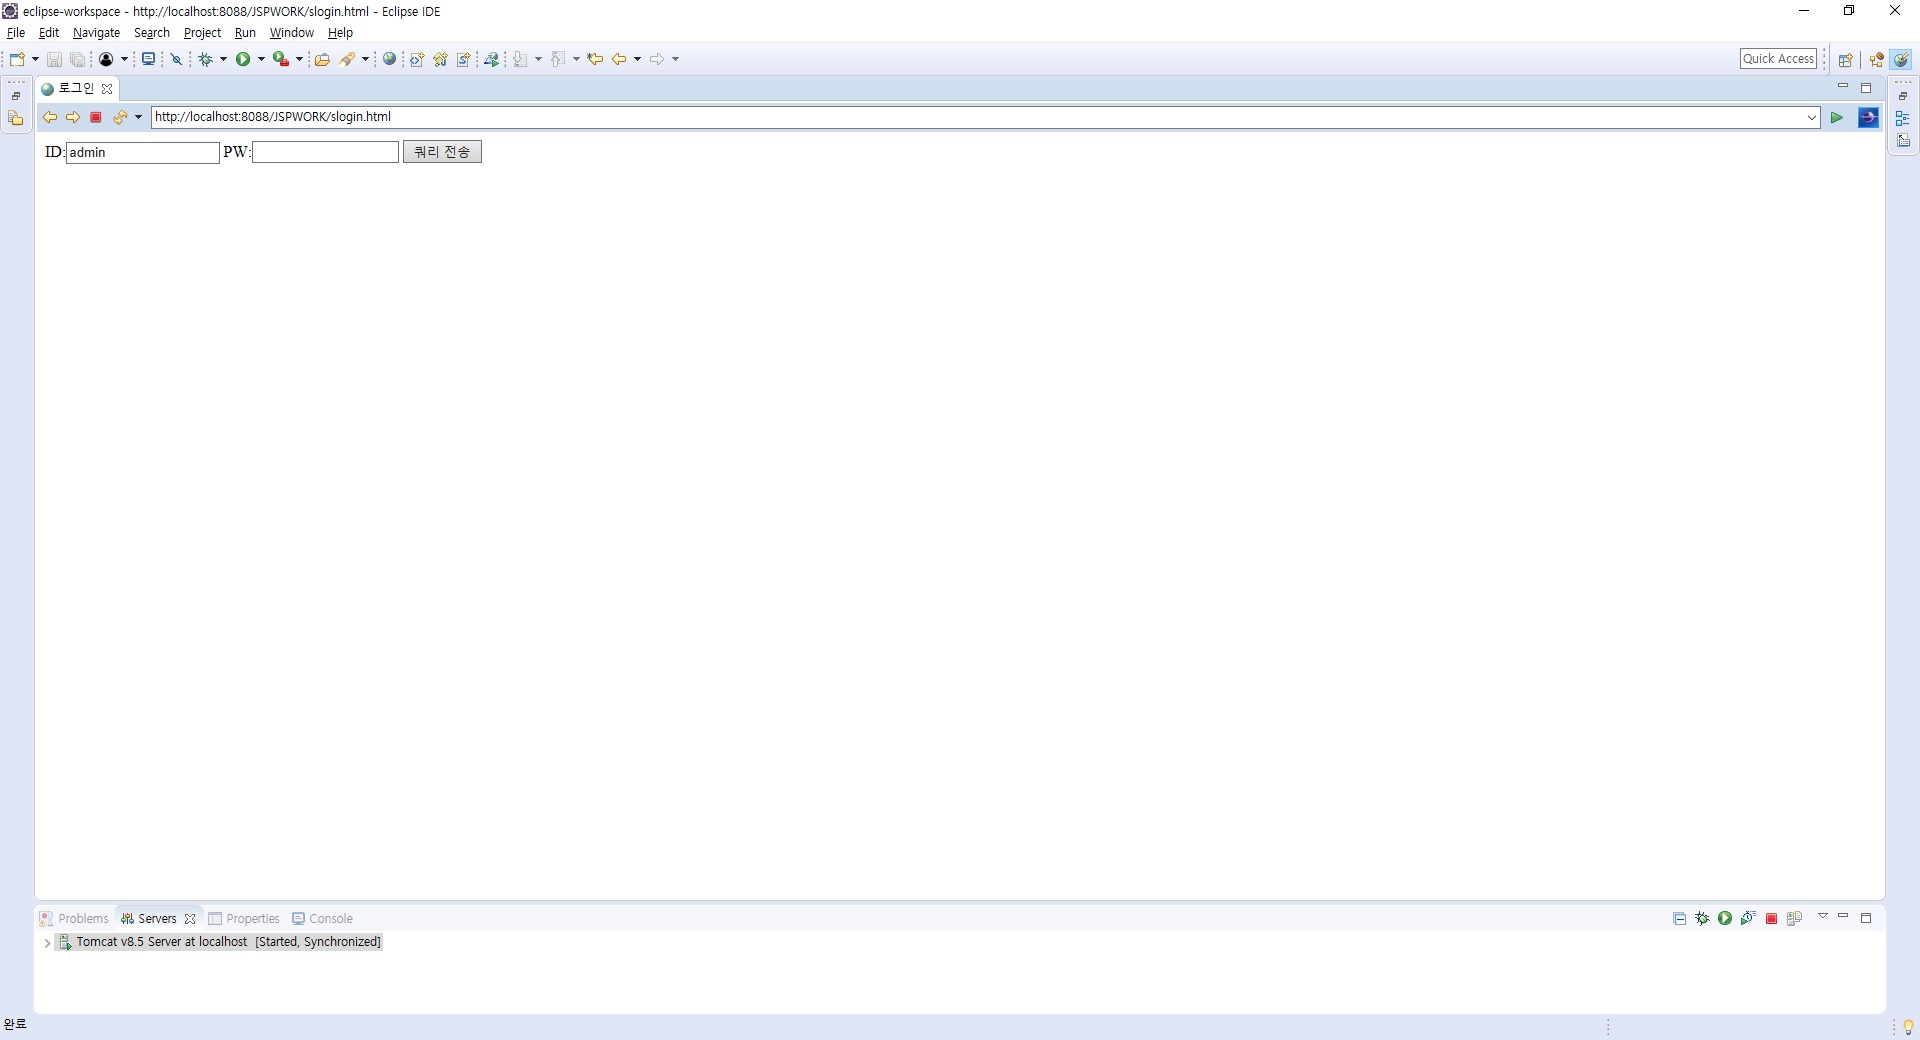 eclipse-workspace - http://localhost:8088/JSPWORK/slogin.html - Eclipse IDE
File Edit Navigate Search Project Run Window Help
Quick Access
로그인
http://localhost:8088/JSPWORK/slogin.html
ID: admin PW: 쿼리 전송
Problems Servers Properties Console
Tomcat v8.5 Server at localhost [Started, Synchronized]
완료